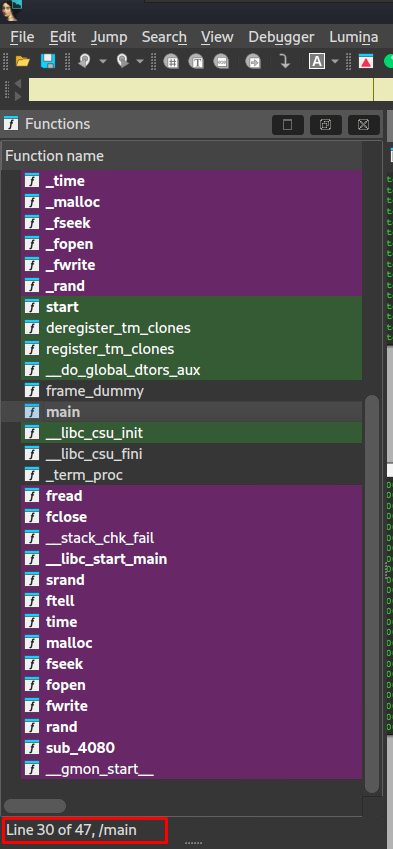 File Edit Jump Search View Debugger Lumina
Functions
Function name
_time
_malloc
_fseek
_fopen
_fwrite
_rand
start
deregister_tm_clones
register_tm_clones
__do_global_dtors_aux
frame_dummy
main
__libc_csu_init
__libc_csu_fini
_term_proc
fread
fclose
__stack_chk_fail
__libc_start_main
srand
ftell
time
malloc
fseek
fopen
fwrite
rand
sub_4080
__gmon_start__
Line 30 of 47, /main